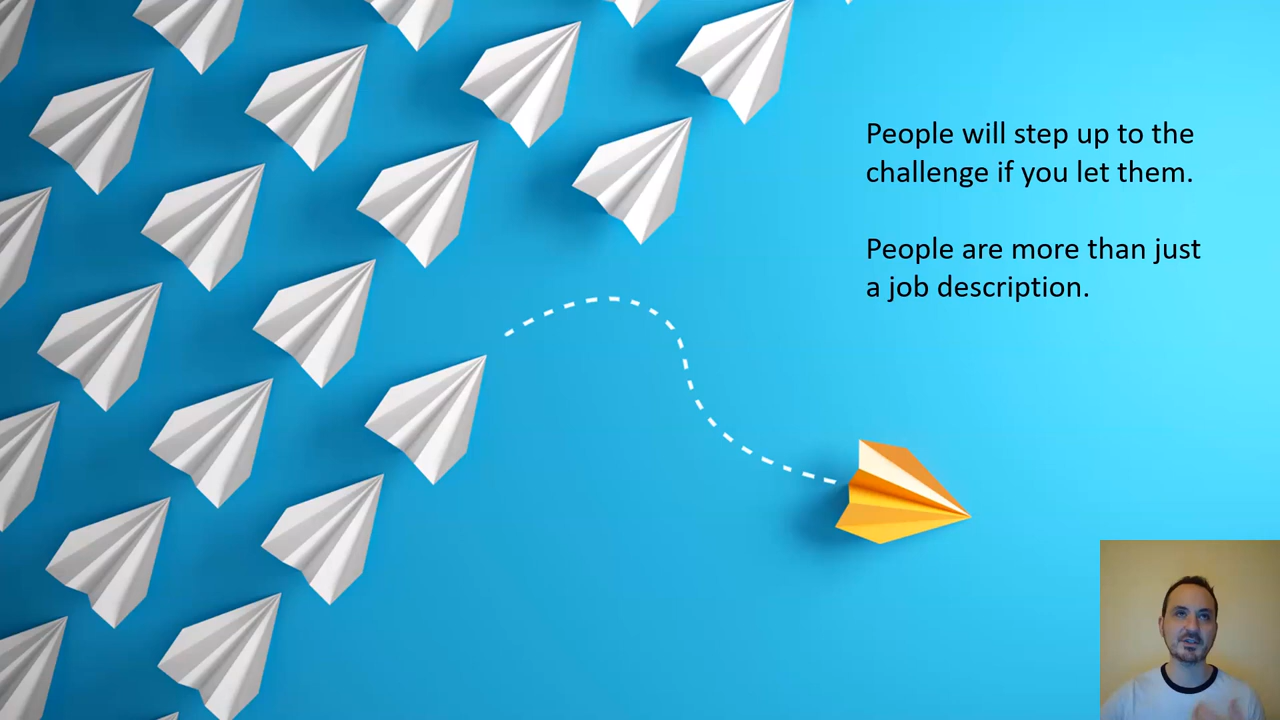 People will step up to the
challenge if you let them.
People are more than just
a job description.